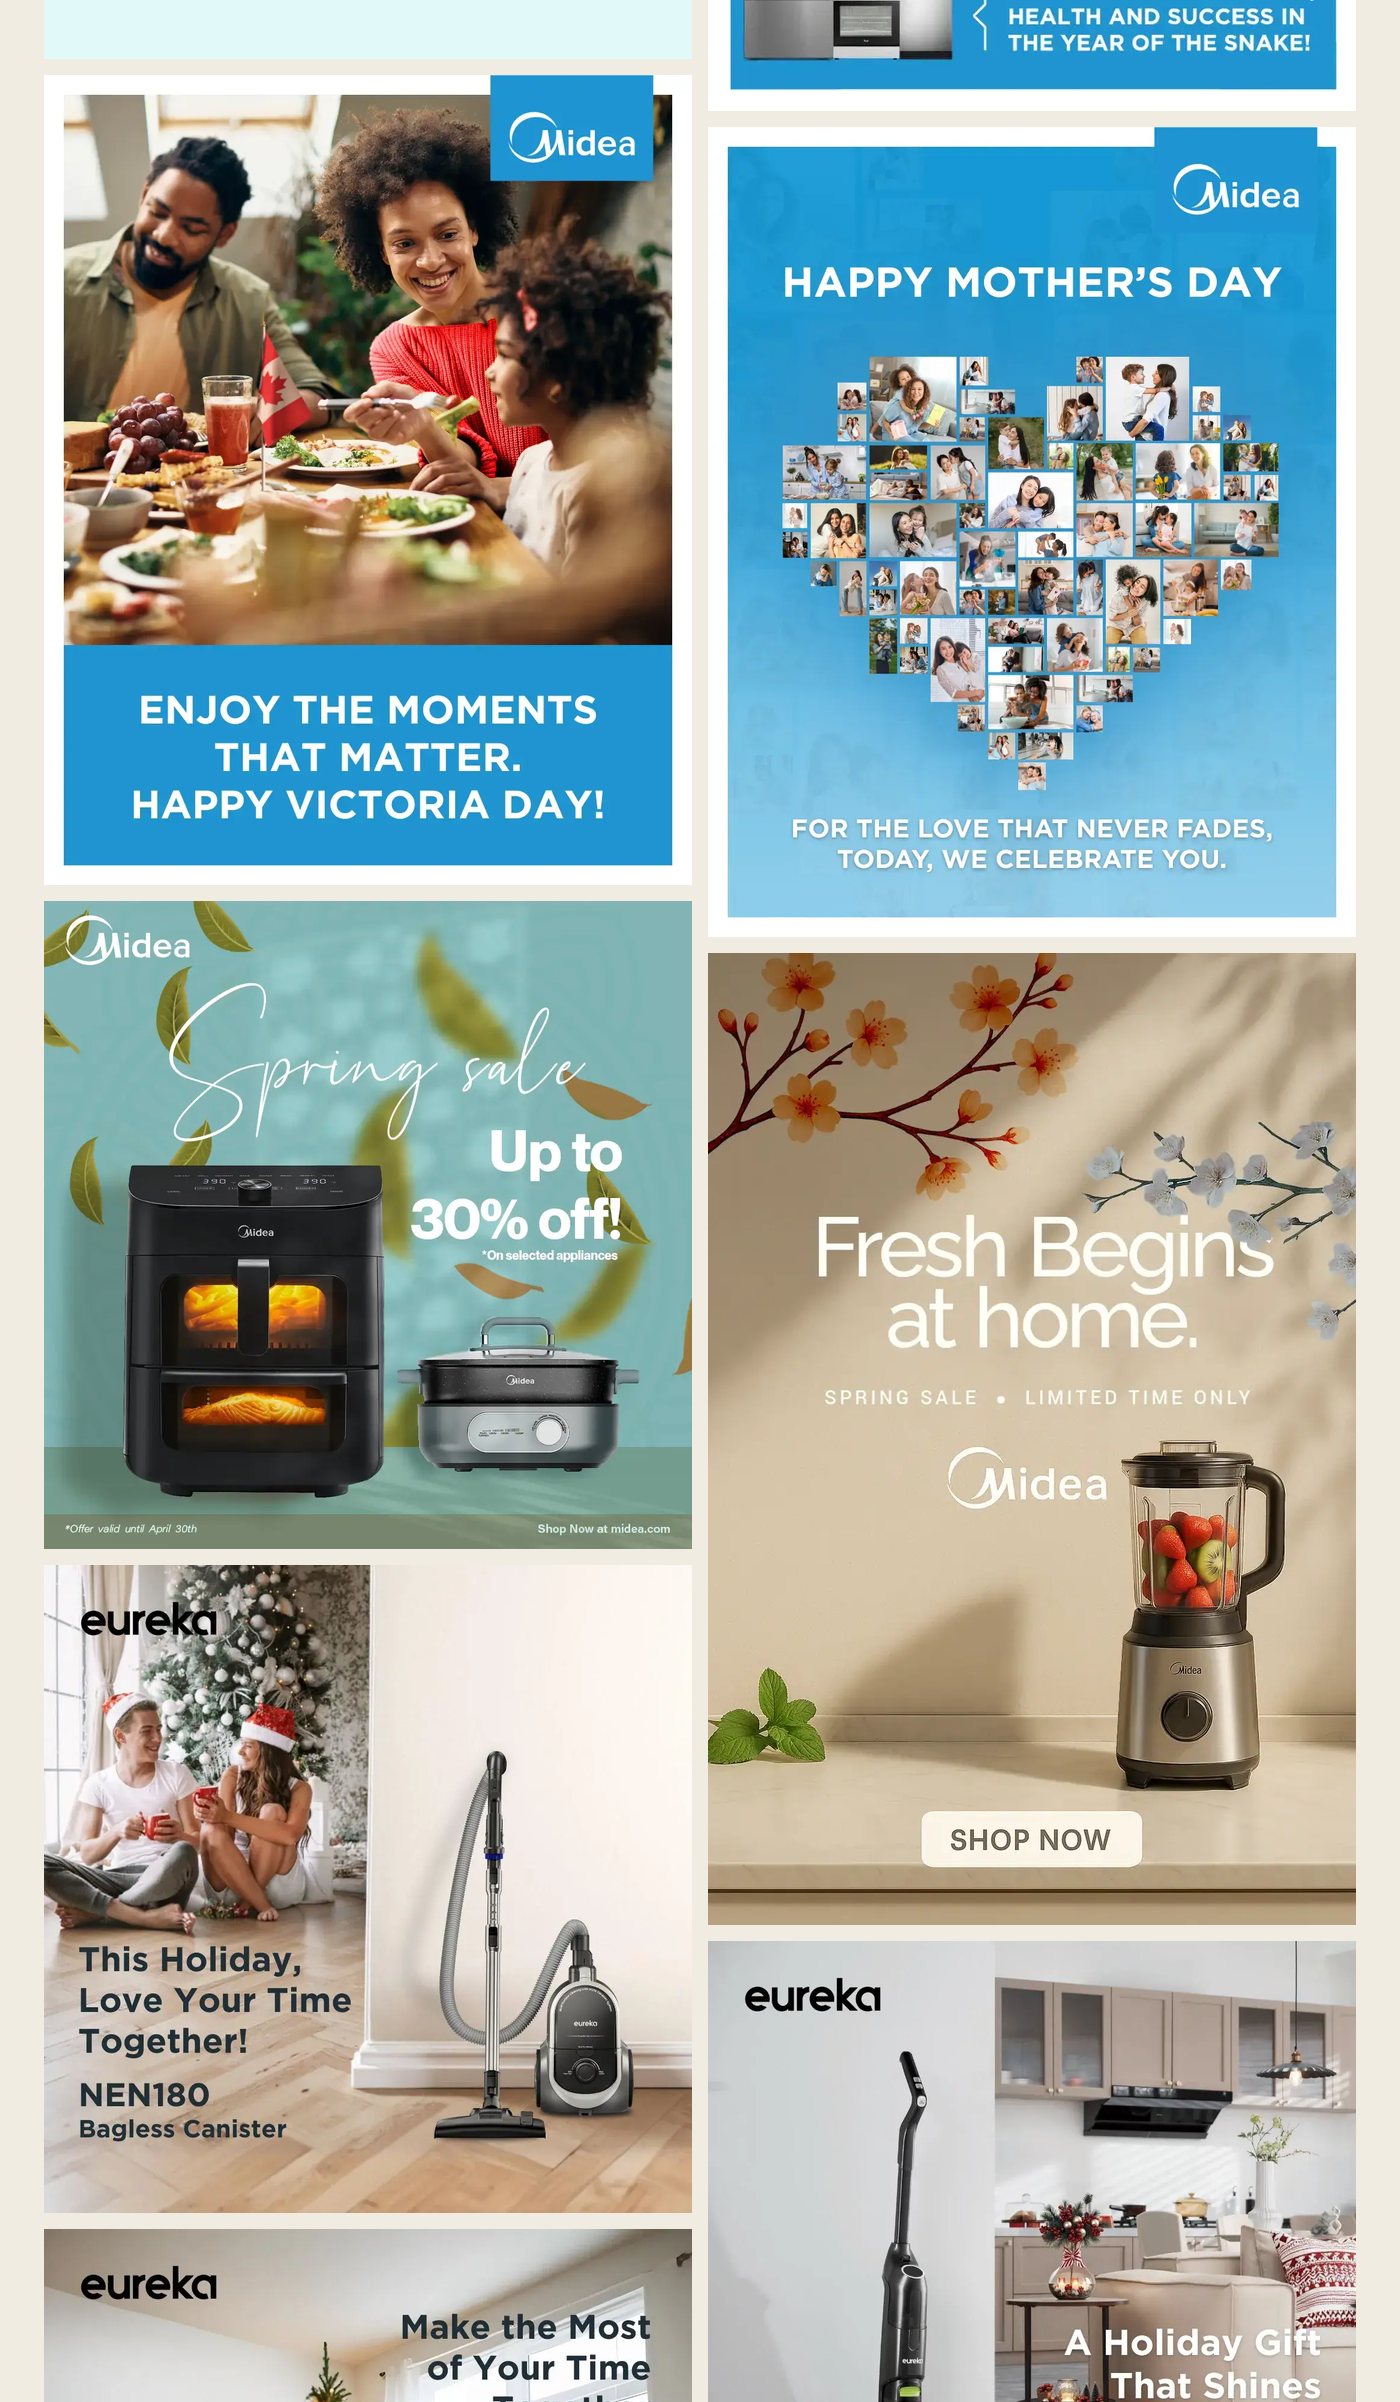 HEALTH AND SUCCESS IN
THE YEAR OF THE SNAKE!
Midea
ENJOY THE MOMENTS
THAT MATTER.
HAPPY VICTORIA DAY!
Midea
HAPPY MOTHER'S DAY
FOR THE LOVE THAT NEVER FADES,
TODAY, WE CELEBRATE YOU.
Midea
Spring sale
Up to
30% off!
*On selected appliances
390
390
Midea
Midea
*Offer valid until April 30th
Shop Now at midea.com
Fresh Begins
at home.
SPRING SALE • LIMITED TIME ONLY
Midea
Midea
SHOP NOW
eureka
This Holiday,
Love Your Time
Together!
NEN180
Bagless Canister
eureka
eureka
A Holiday Gift
That Shines
eureka
eureka
Make the Most
of Your Time